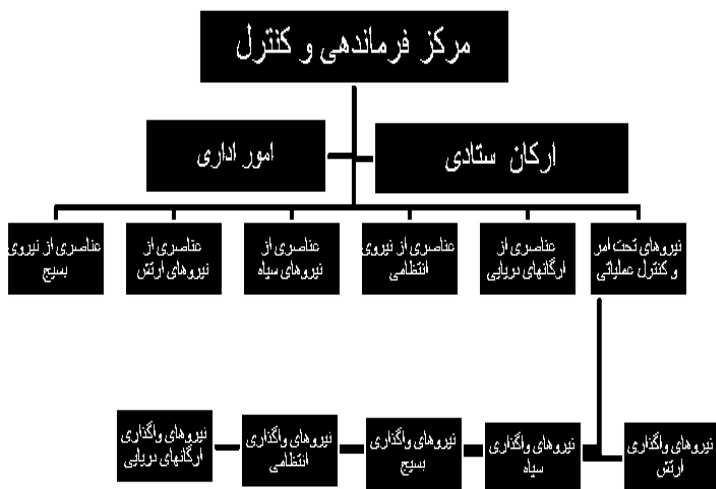 مرکز فرماندهی و کنترل
ارکان ستادی
امور اداری
نیروهای تحت امر
و کنترل عملیاتی
عناصری از
ارگانهای دریایی
عناصری از نیروی
انتظامی
عناصری از
نیروهای سپاه
عناصری از
نیروهای ارتش
عناصری از نیروی
بسیج
نیروهای واگذاری
ارتش
نیروهای واگذاری
سپاه
نیروهای واگذاری
بسیج
نیروهای واگذاری
انتظامی
نیروهای واگذاری
ارگانهای دریایی